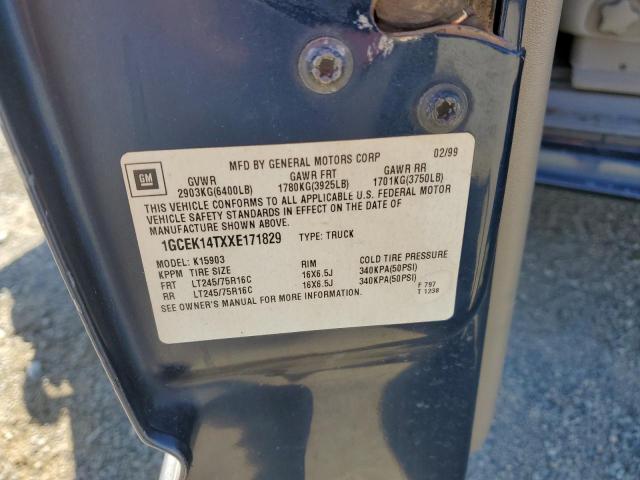 MFD BY GENERAL MOTORS CORP 02/99
GM
GVWR GAWR FRT GAWR RR
2903KG(6400LB) 1780KG(3925LB) 1701KG(3750LB)
THIS VEHICLE CONFORMS TO ALL APPLICABLE U.S. FEDERAL MOTOR
VEHICLE SAFETY STANDARDS IN EFFECT ON THE DATE OF
MANUFACTURE SHOWN ABOVE.
1GCEK14TXXE171829 TYPE: TRUCK
MODEL: K15903 RIM COLD TIRE PRESSURE
KPPM TIRE SIZE
FRT LT245/75R16C 16X6.5J 340KPA(50PSI)
RR LT245/75R16C 16X6.5J 340KPA(50PSI)
SEE OWNER'S MANUAL FOR MORE INFORMATION.
F 797
T 1238